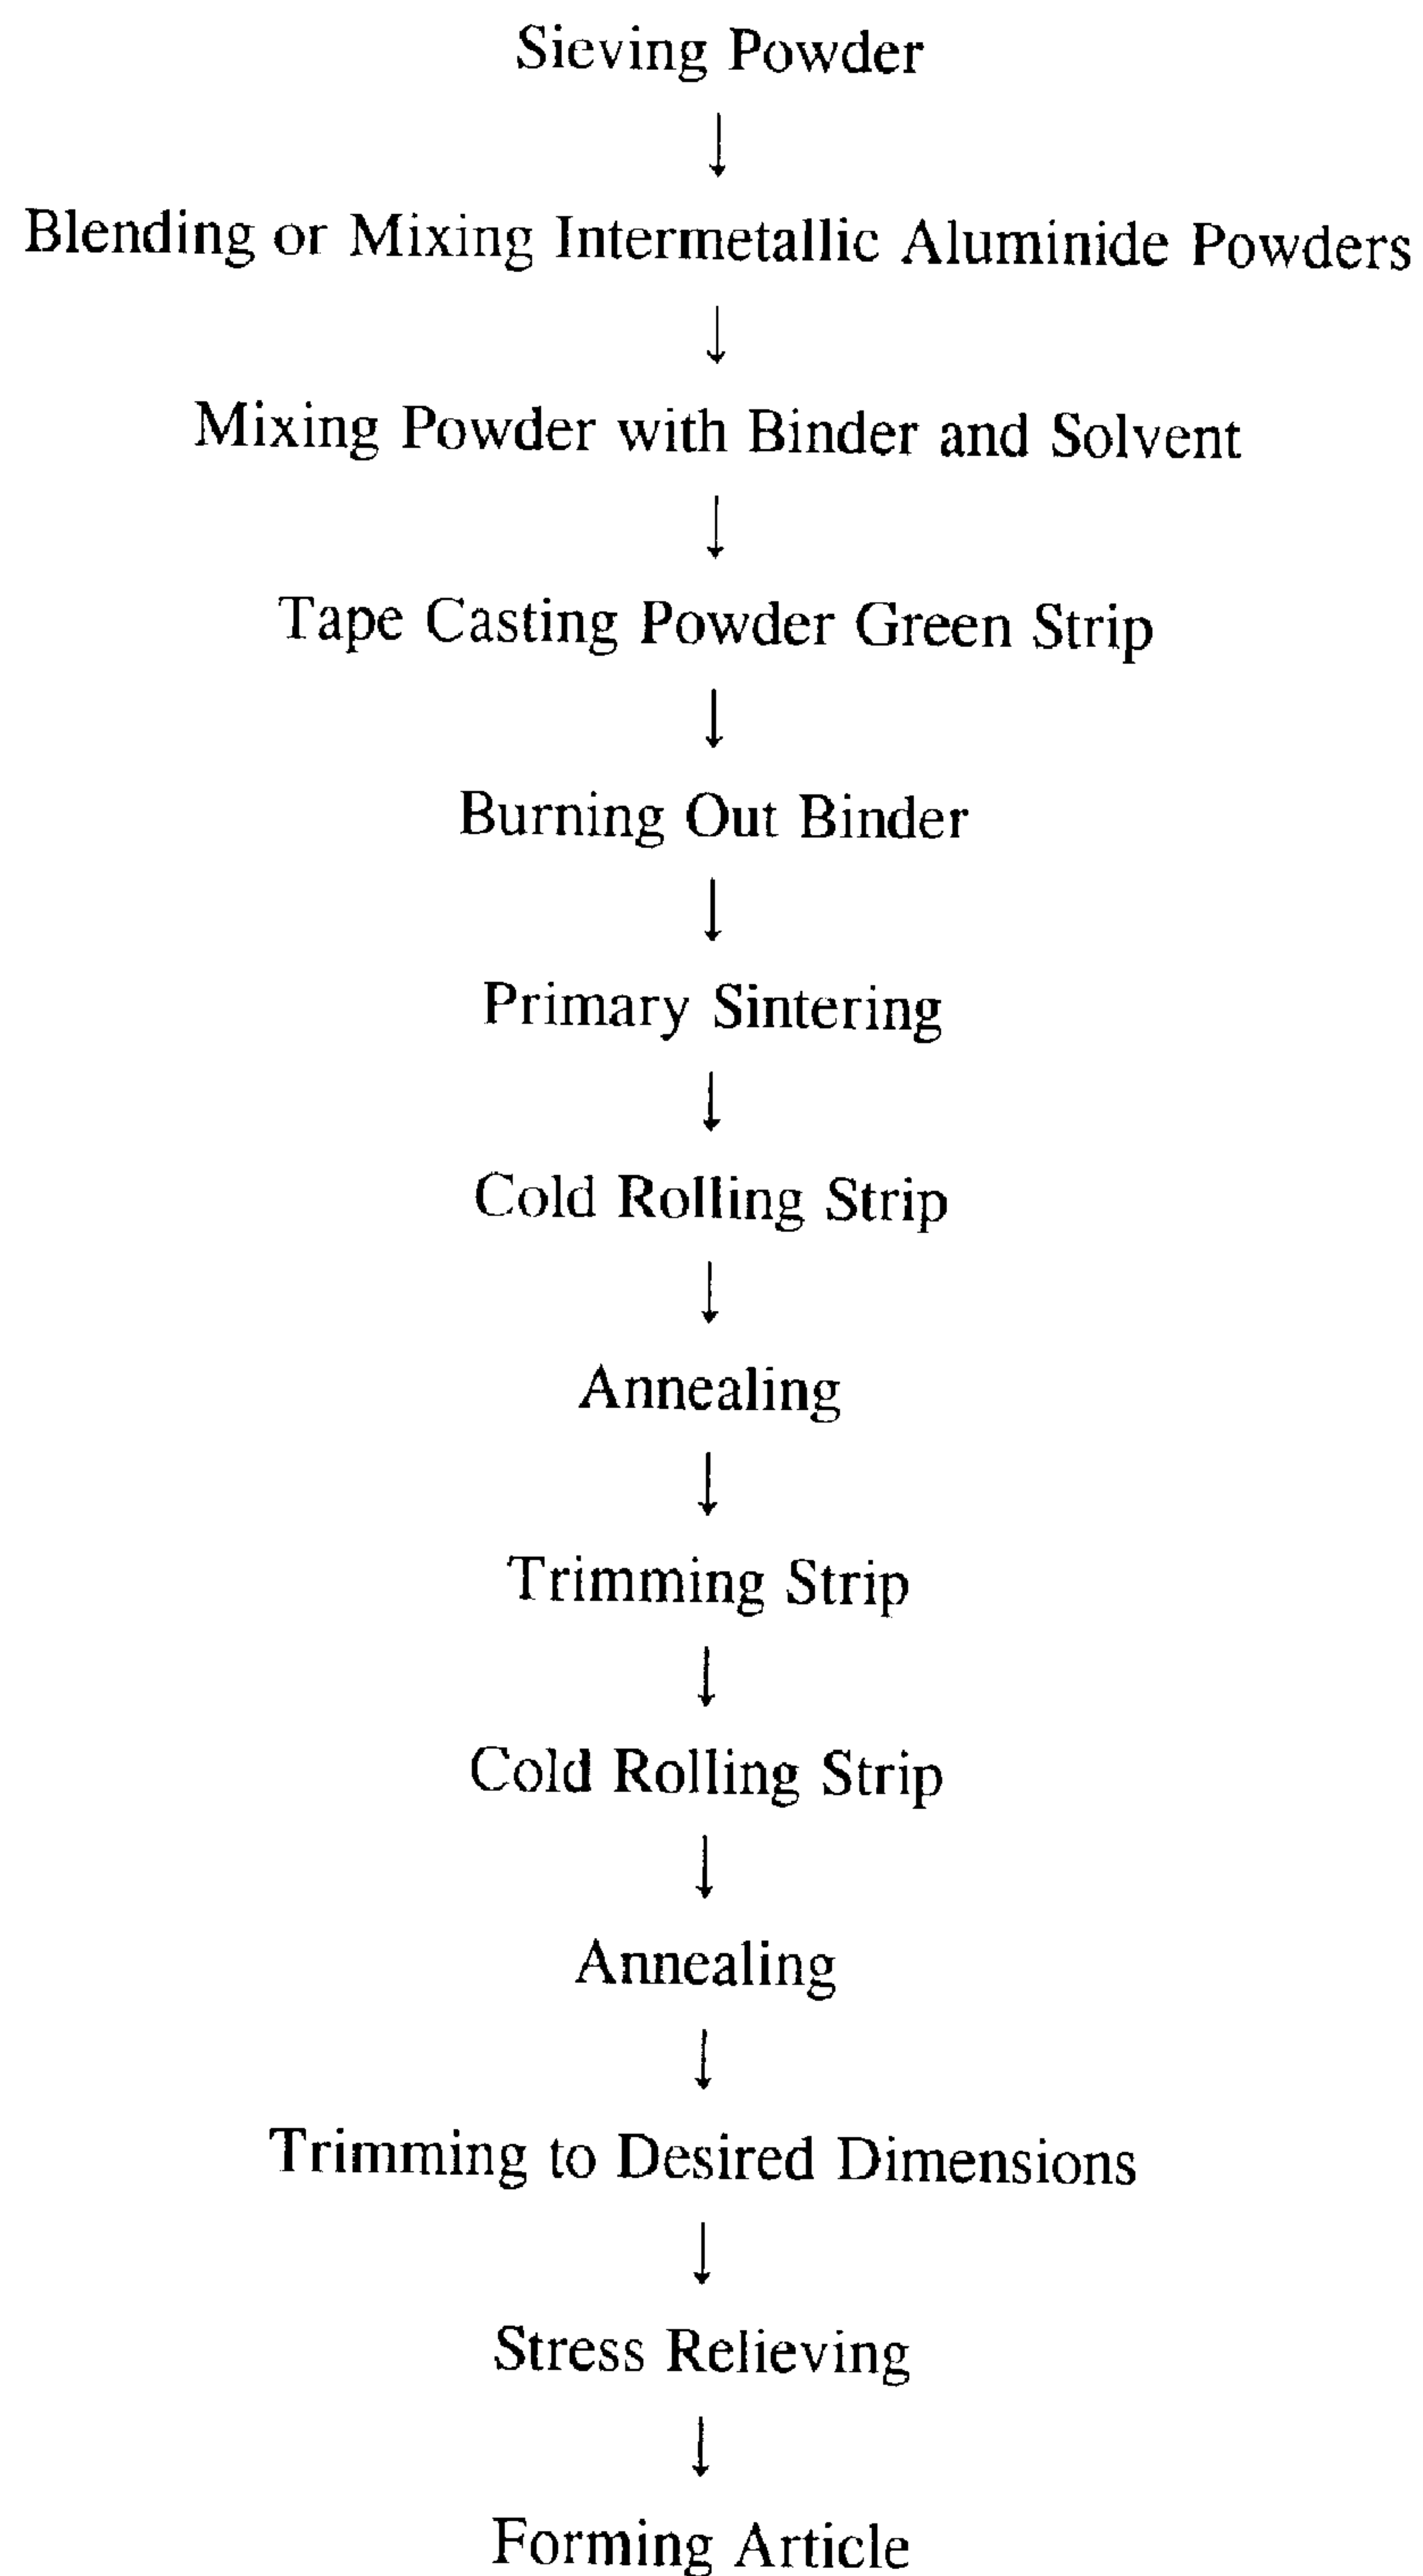 Sieving Powder
Blending or Mixing Intermetallic Aluminide Powders
Mixing Powder with Binder and Solvent
Tape Casting Powder Green Strip
Burning Out Binder
Primary Sintering
Cold Rolling Strip
Annealing
Trimming Strip
Cold Rolling Strip
Annealing
Trimming to Desired Dimensions
Stress Relieving
Forming Article